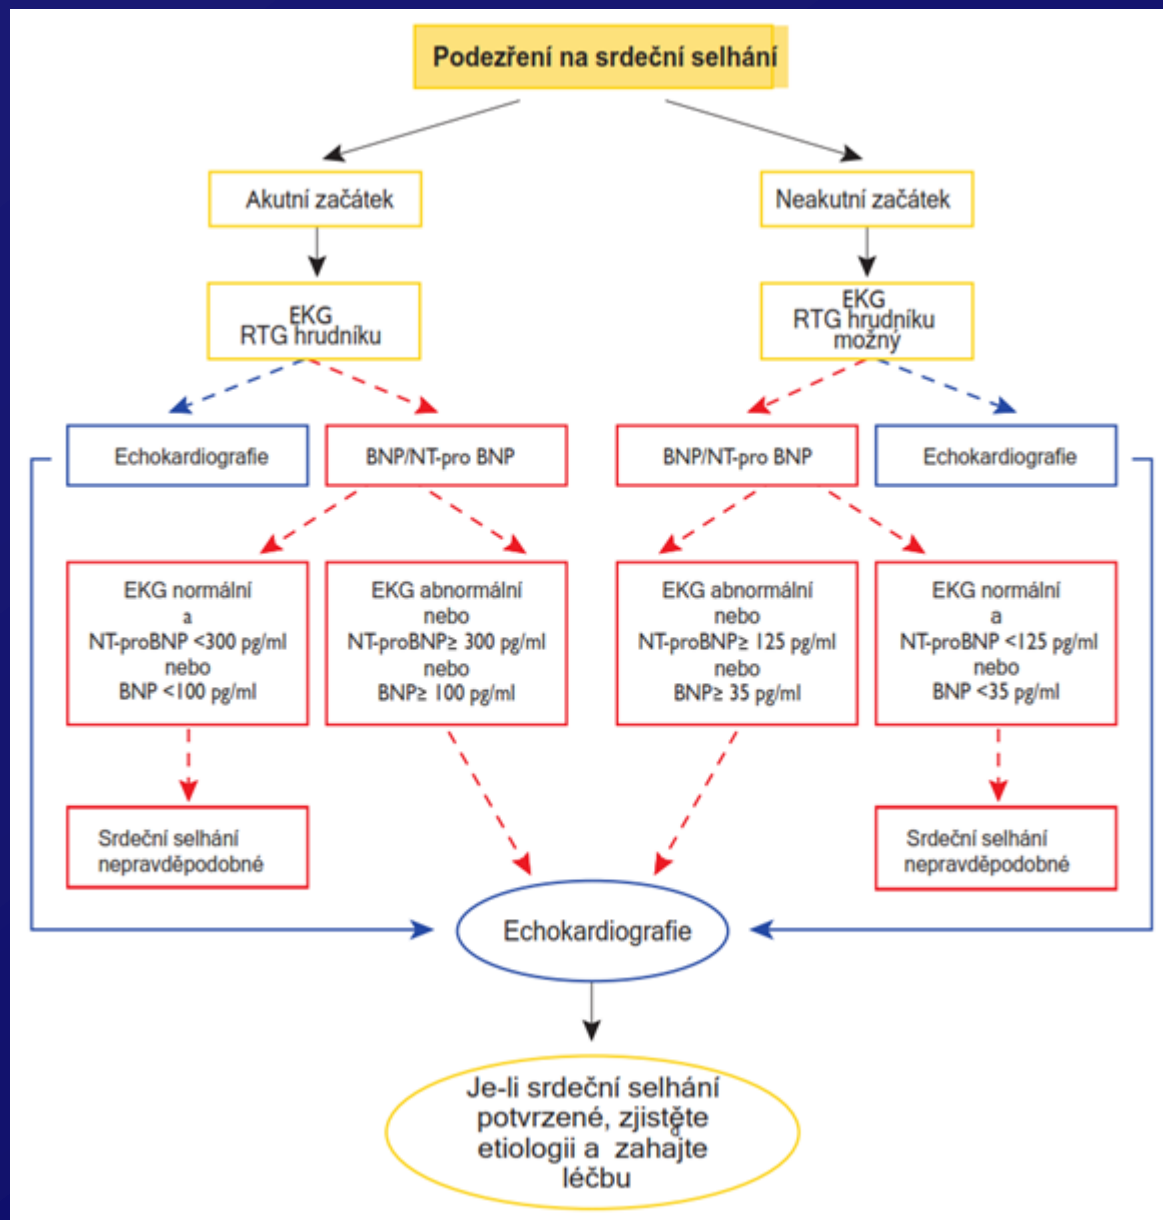 Podezření na srdeční selhání
Akutní začátek
Neakutní začátek
EKG
RTG hrudníku
EKG
RTG hrudníku
možný
Echokardiografie
BNP/NT-pro BNP
BNP/NT-pro BNP
Echokardiografie
EKG normální
a
NT-proBNP <300 pg/ml
nebo
BNP <100 pg/ml
EKG abnormální
nebo
NT-proBNP≥ 300 pg/ml
nebo
BNP≥ 100 pg/ml
EKG abnormální
nebo
NT-proBNP≥ 125 pg/ml
nebo
BNP≥ 35 pg/ml
EKG normální
a
NT-proBNP <125 pg/ml
nebo
BNP <35 pg/ml
Srdeční selhání
nepravděpodobné
Srdeční selhání
nepravděpodobné
Echokardiografie
Je-li srdeční selhání
potvrzené, zjistěte
etiologii a zahajte
léčbu